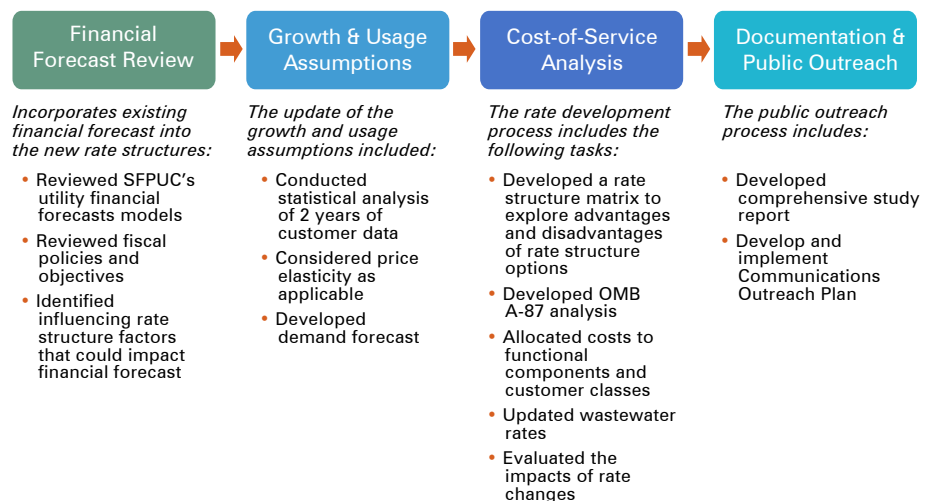 Financial
Forecast Review
Growth & Usage
Assumptions
Cost-of-Service
Analysis
Documentation &
Public Outreach
Incorporates existing
financial forecast into
the new rate structures:
• Reviewed SFPUC's
utility financial
forecasts models
• Reviewed fiscal
policies and
objectives
• Identified
influencing rate
structure factors
that could impact
financial forecast
The update of the
growth and usage
assumptions included:
• Conducted
statistical analysis
of 2 years of
customer data
• Considered price
elasticity as
applicable
• Developed
demand forecast
The rate development
process includes the
following tasks:
• Developed a rate
structure matrix to
explore advantages
and disadvantages
of rate structure
options
• Developed OMB
A-87 analysis
• Allocated costs to
functional
components and
customer classes
• Updated wastewater
rates
• Evaluated the
impacts of rate
changes
The public outreach
process includes:
• Developed
comprehensive study
report
• Develop and
implement
Communications
Outreach Plan